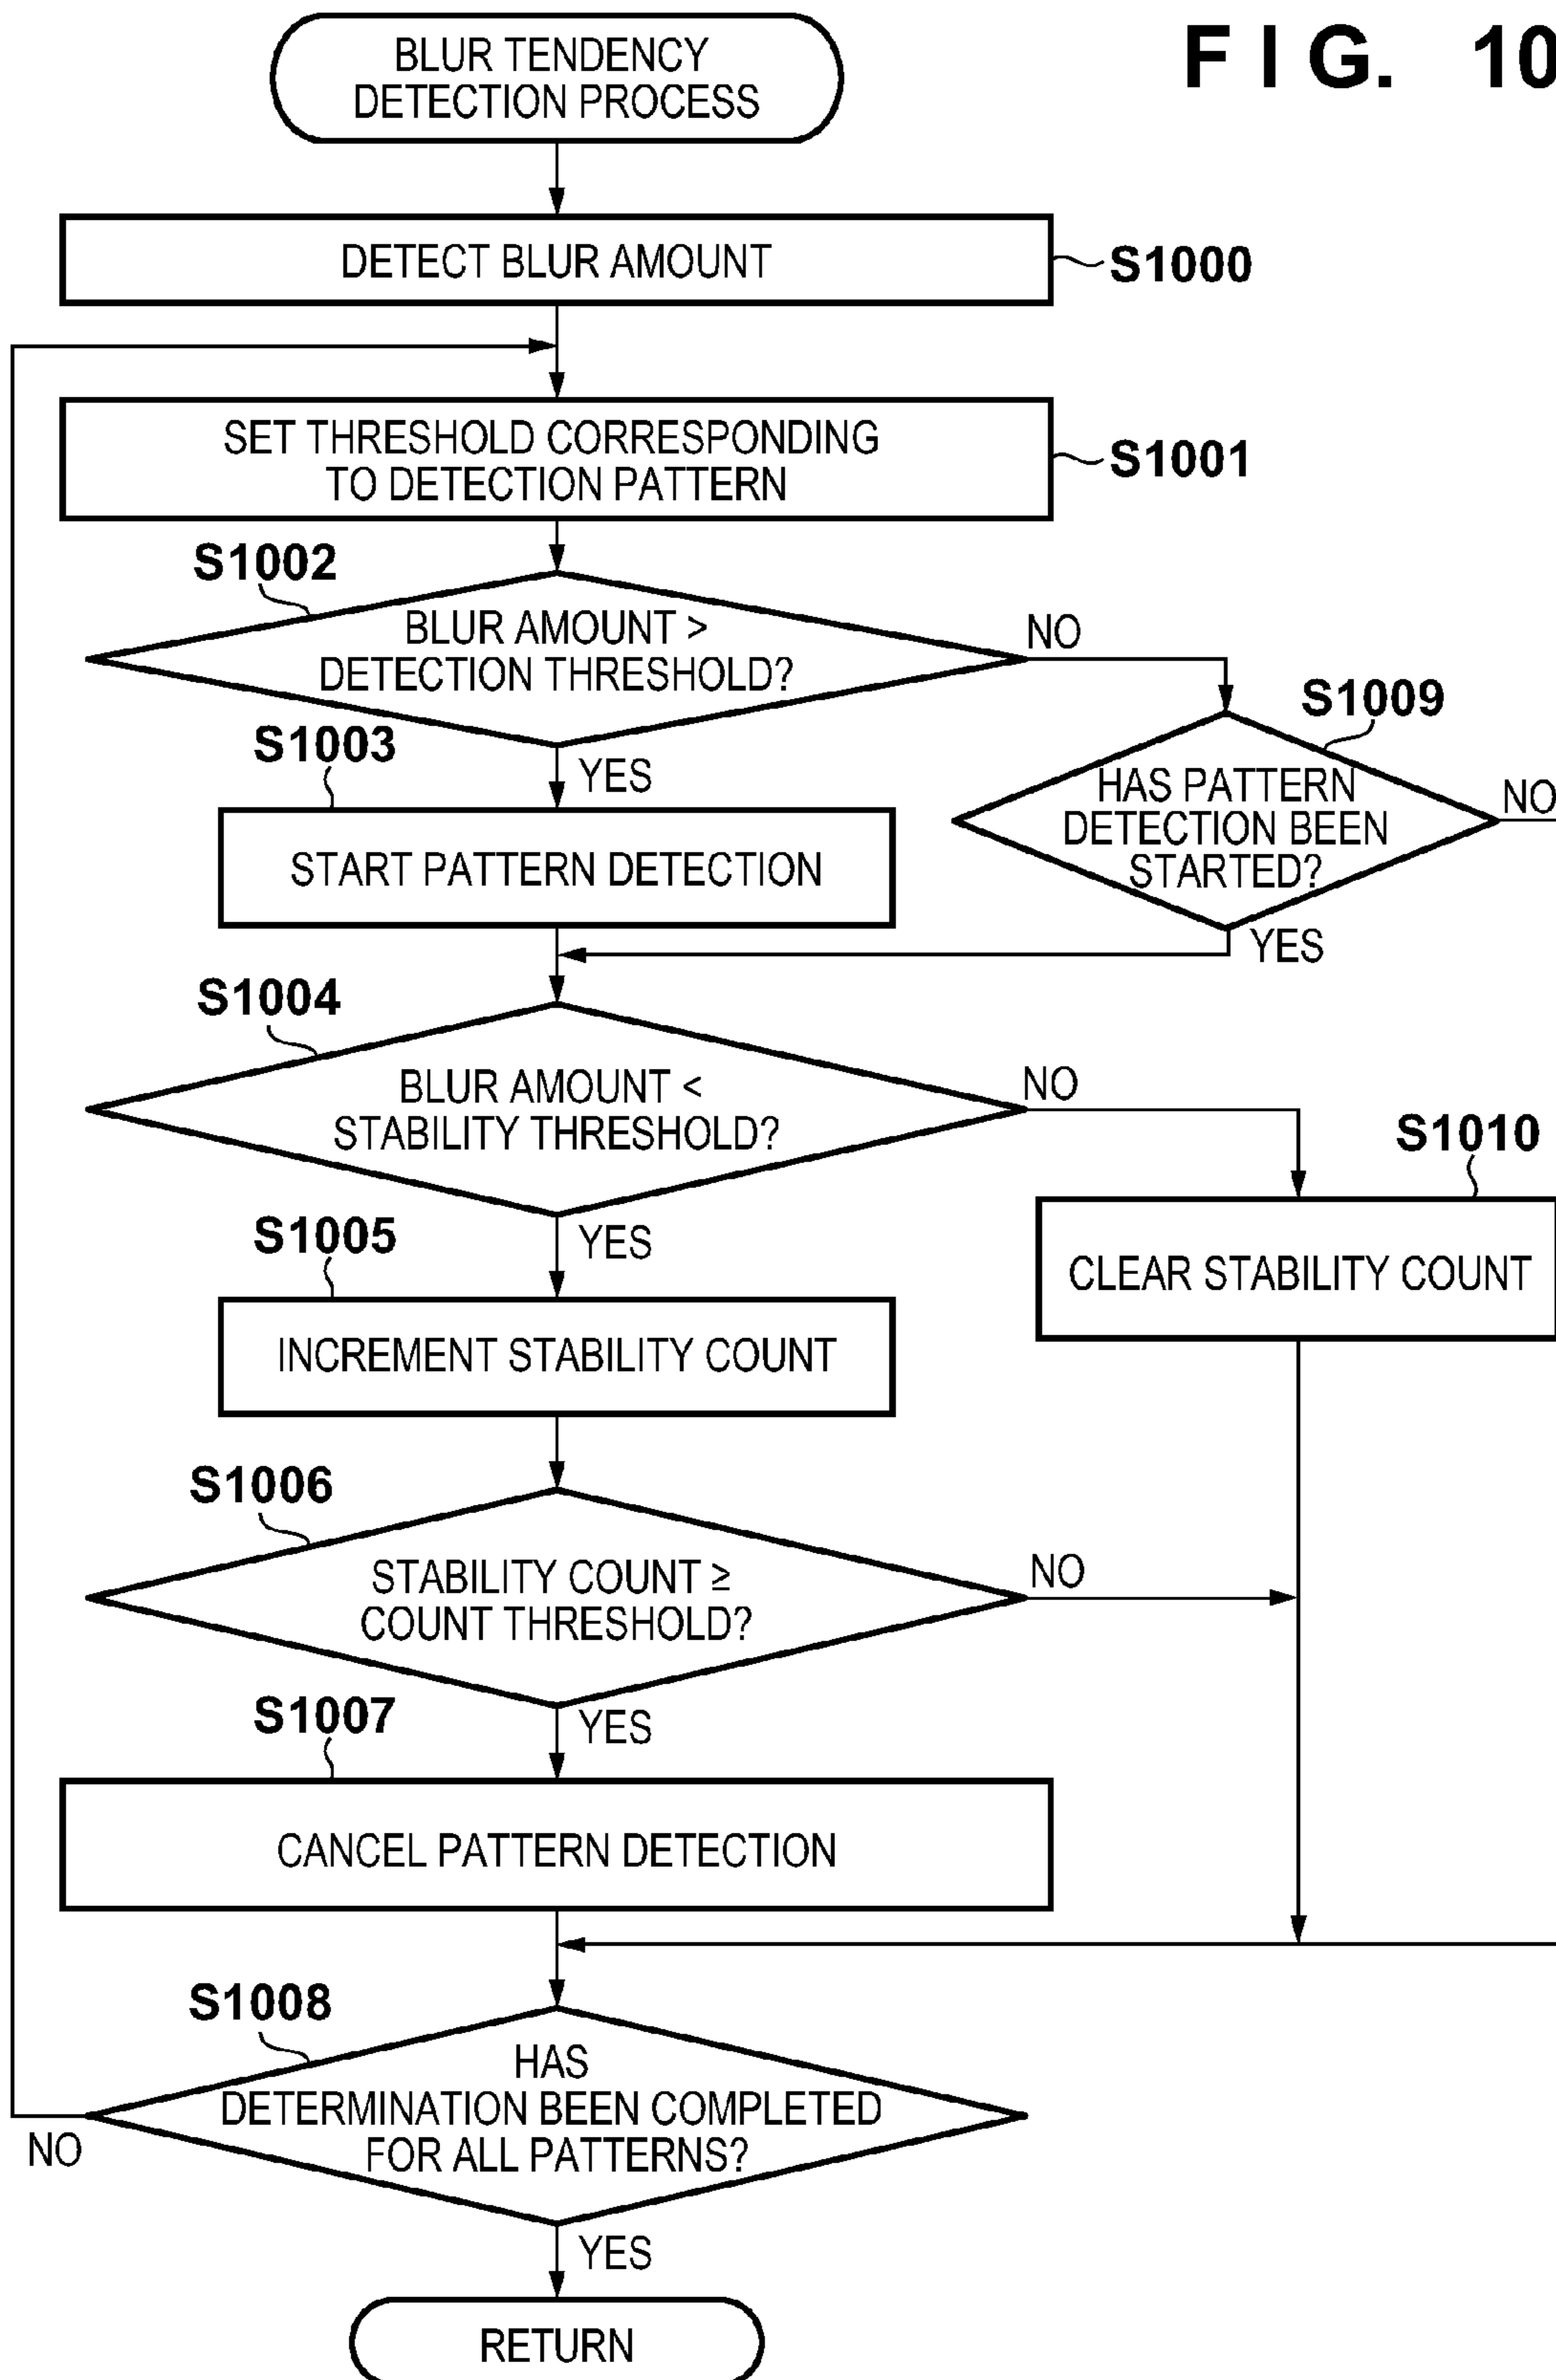 F I G. 10
BLUR TENDENCY
DETECTION PROCESS
DETECT BLUR AMOUNT
S1000
SET THRESHOLD CORRESPONDING
TO DETECTION PATTERN
S1001
S1002
BLUR AMOUNT >
DETECTION THRESHOLD?
NO
YES
S1009
HAS PATTERN
DETECTION BEEN
STARTED?
NO
YES
S1003
START PATTERN DETECTION
S1004
BLUR AMOUNT <
STABILITY THRESHOLD?
NO
YES
S1010
CLEAR STABILITY COUNT
S1005
INCREMENT STABILITY COUNT
S1006
STABILITY COUNT ≥
COUNT THRESHOLD?
NO
YES
S1007
CANCEL PATTERN DETECTION
S1008
HAS
DETERMINATION BEEN COMPLETED
FOR ALL PATTERNS?
NO
YES
RETURN